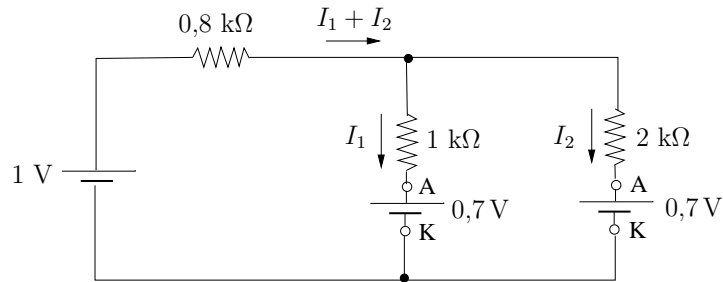 0,8 kΩ
I₁ + I₂
I₁
1 kΩ
I₂
2 kΩ
1 V
A
0,7 V
K
A
0,7 V
K